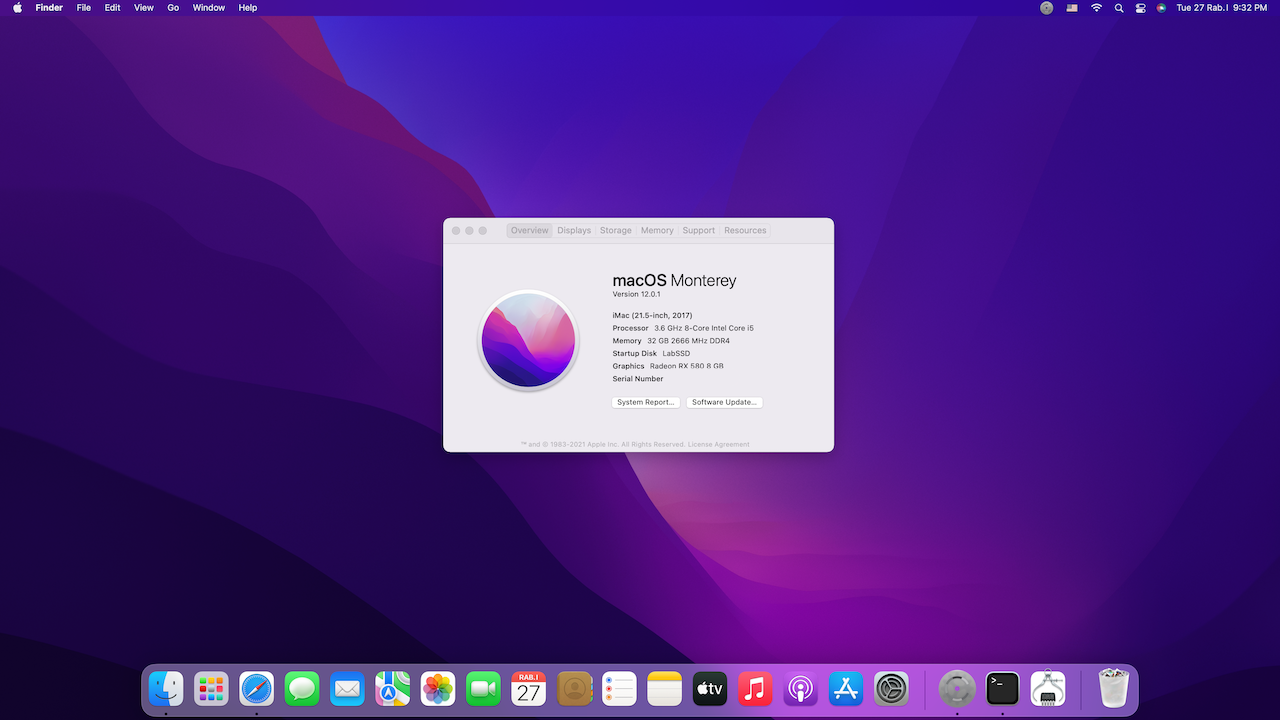 Finder File Edit View Go Window Help Tue 27 Rab.I 9:32 PM
Overview Displays Storage Memory Support Resources
macOS Monterey
Version 12.0.1
iMac (21.5-inch, 2017)
Processor 3.6 GHz 8-Core Intel Core i5
Memory 32 GB 2666 MHz DDR4
Startup Disk LabSSD
Graphics Radeon RX 580 8 GB
Serial Number
System Report... Software Update...
™ and © 1983-2021 Apple Inc. All Rights Reserved. License Agreement
RAB.I
27
tv
>_